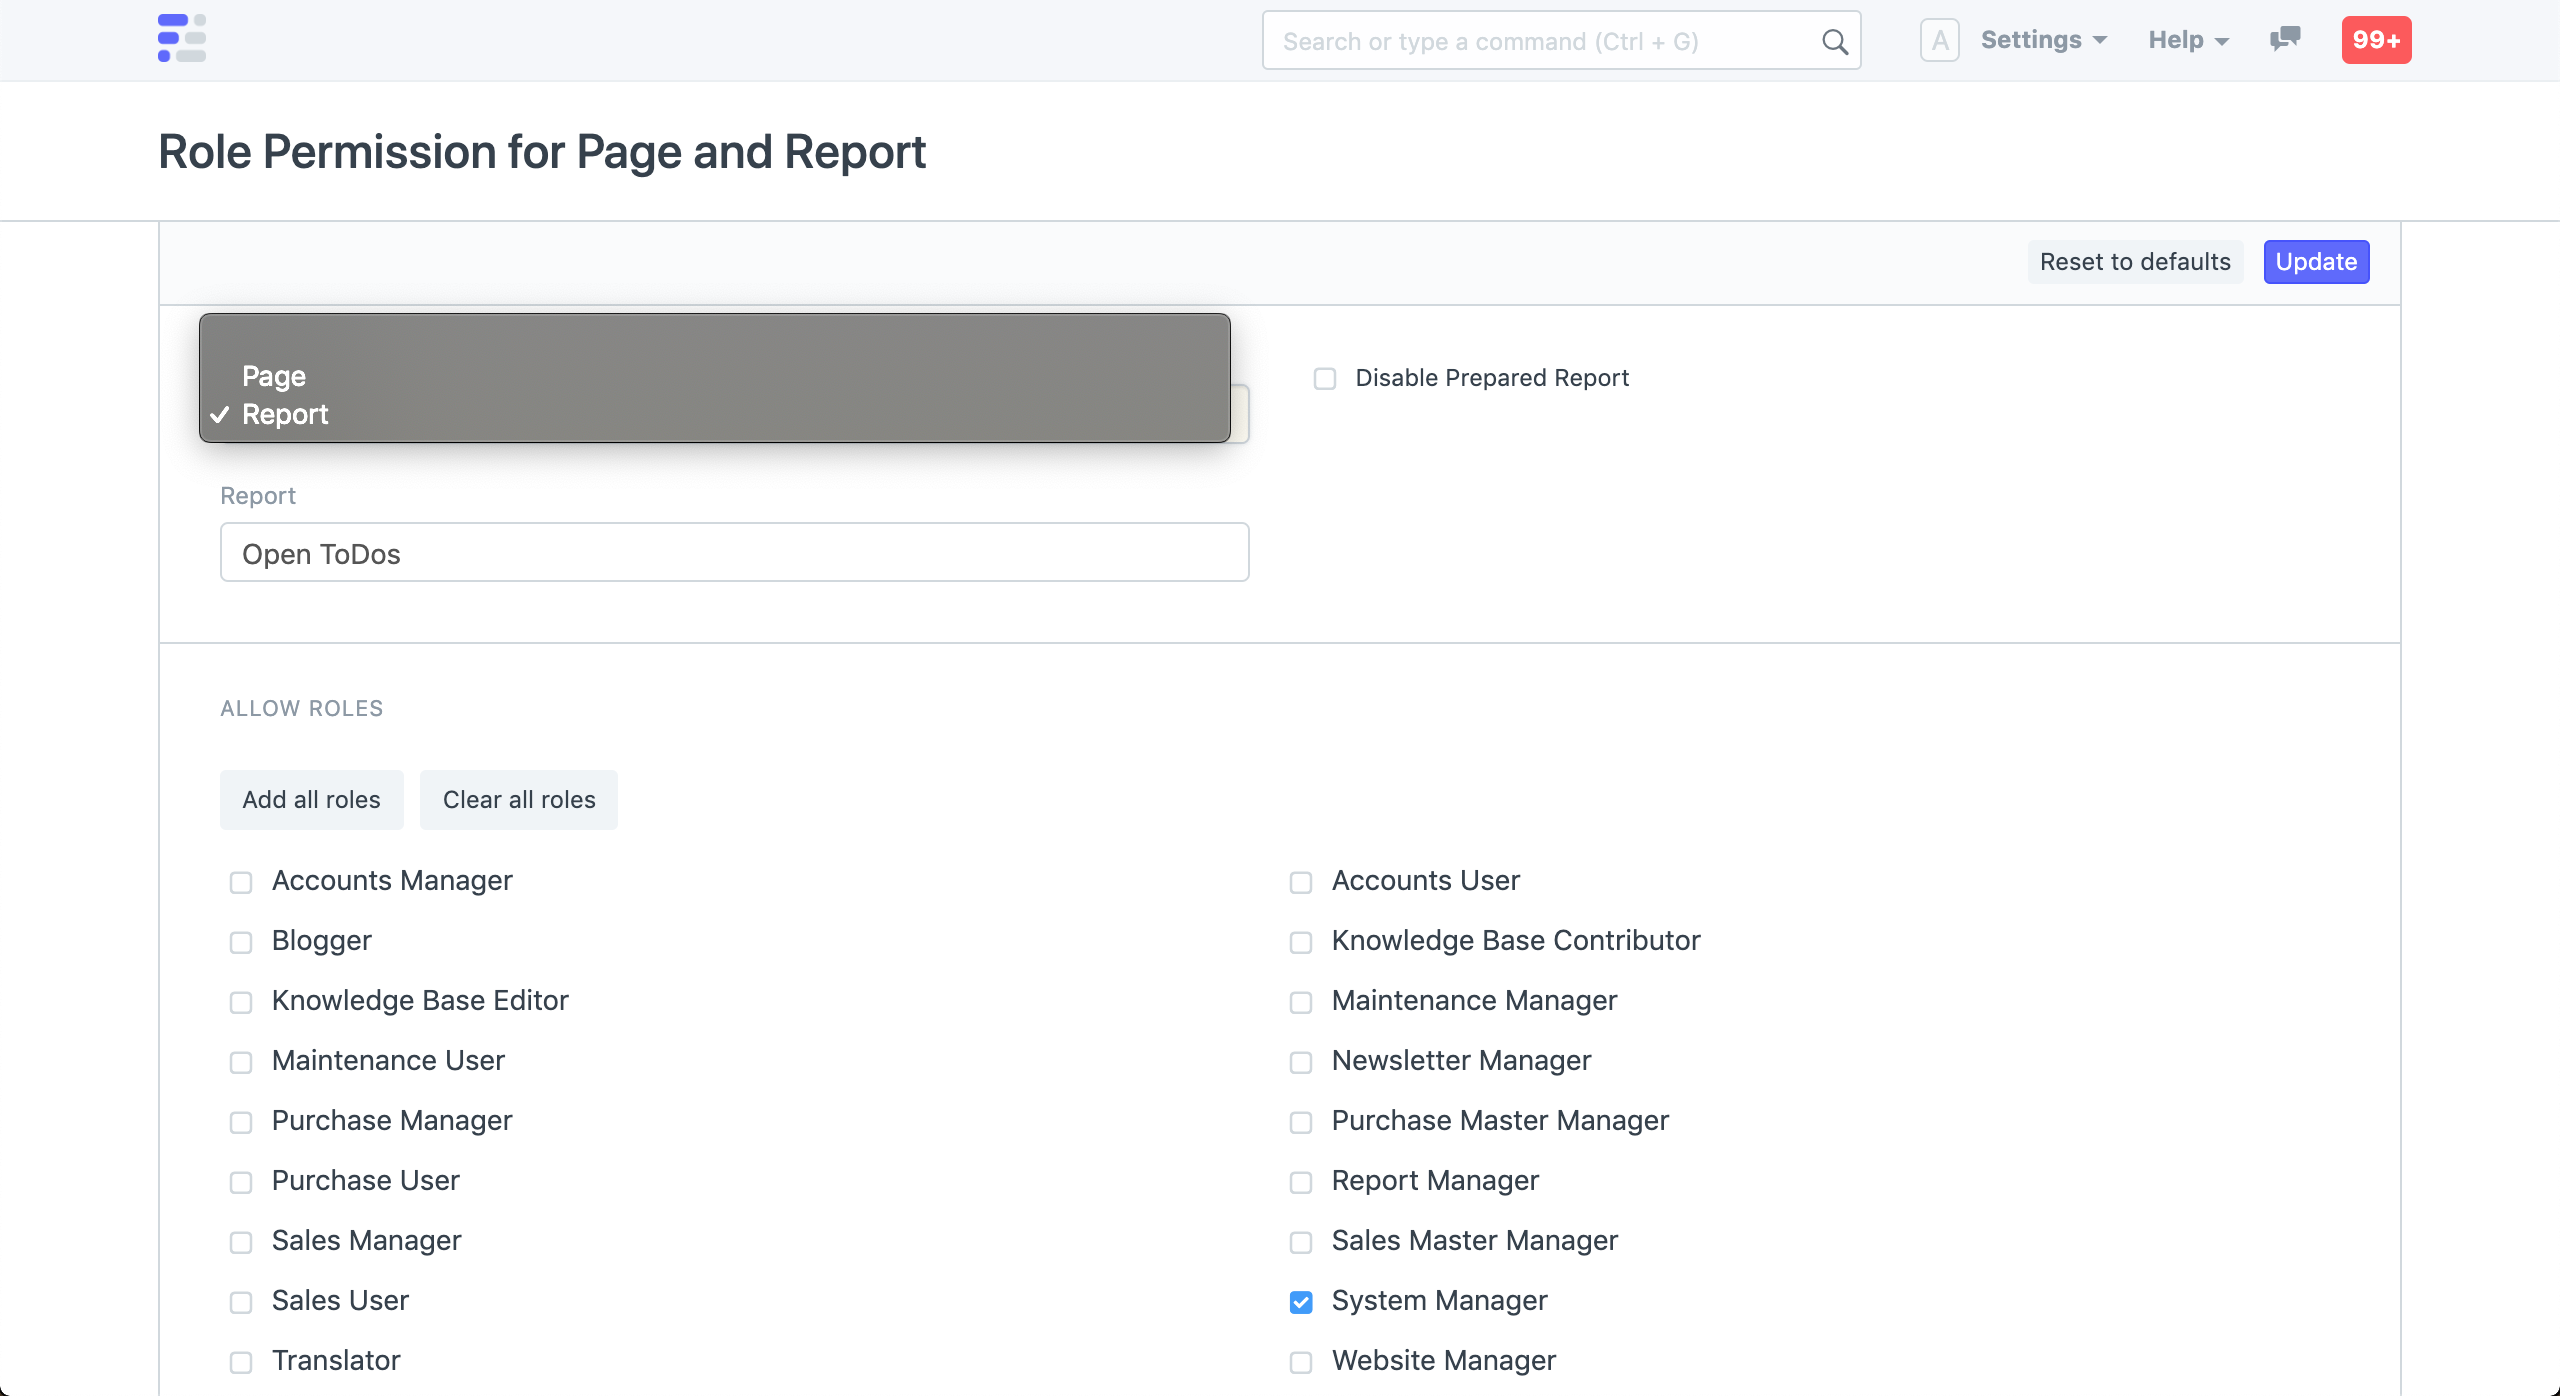 Search or type a command (Ctrl + G)
A
Settings
Help
99+
Role Permission for Page and Report
Reset to defaults
Update
Page
Report
Disable Prepared Report
Report
Open ToDos
ALLOW ROLES
Add all roles
Clear all roles
Accounts Manager
Accounts User
Blogger
Knowledge Base Contributor
Knowledge Base Editor
Maintenance Manager
Maintenance User
Newsletter Manager
Purchase Manager
Purchase Master Manager
Purchase User
Report Manager
Sales Manager
Sales Master Manager
Sales User
System Manager
Translator
Website Manager